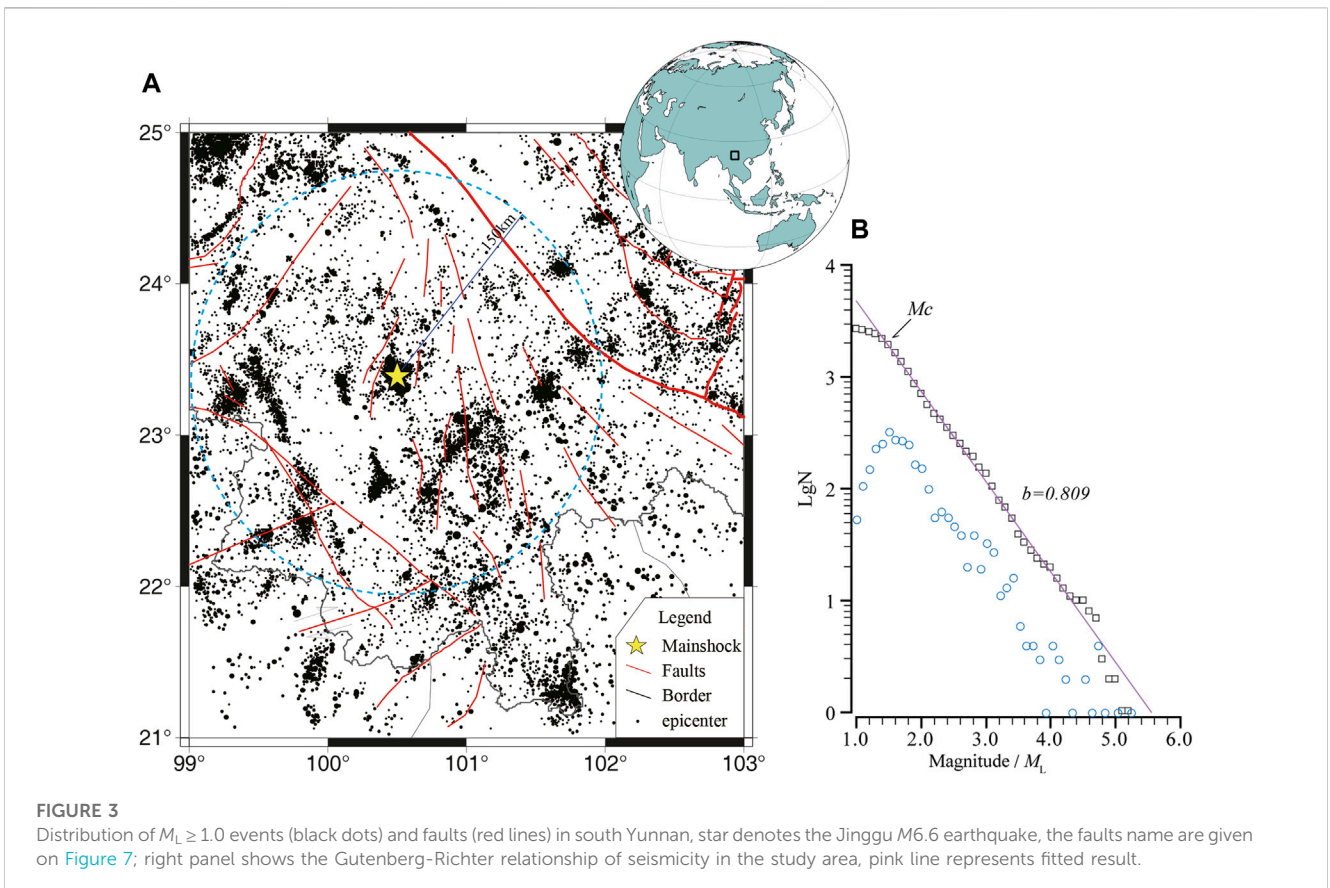 A
25°
24°
23°
22°
21°
99°
100°
101°
102°
103°
150km
Legend
Mainshock
Faults
Border
epicenter
B
4
3
2
1
0
LgN
Mc
b=0.809
1.0 2.0 3.0 4.0 5.0 6.0
Magnitude / ML
FIGURE 3
Distribution of ML ≥ 1.0 events (black dots) and faults (red lines) in south Yunnan, star denotes the Jinggu M6.6 earthquake, the faults name are given
on Figure 7; right panel shows the Gutenberg-Richter relationship of seismicity in the study area, pink line represents fitted result.